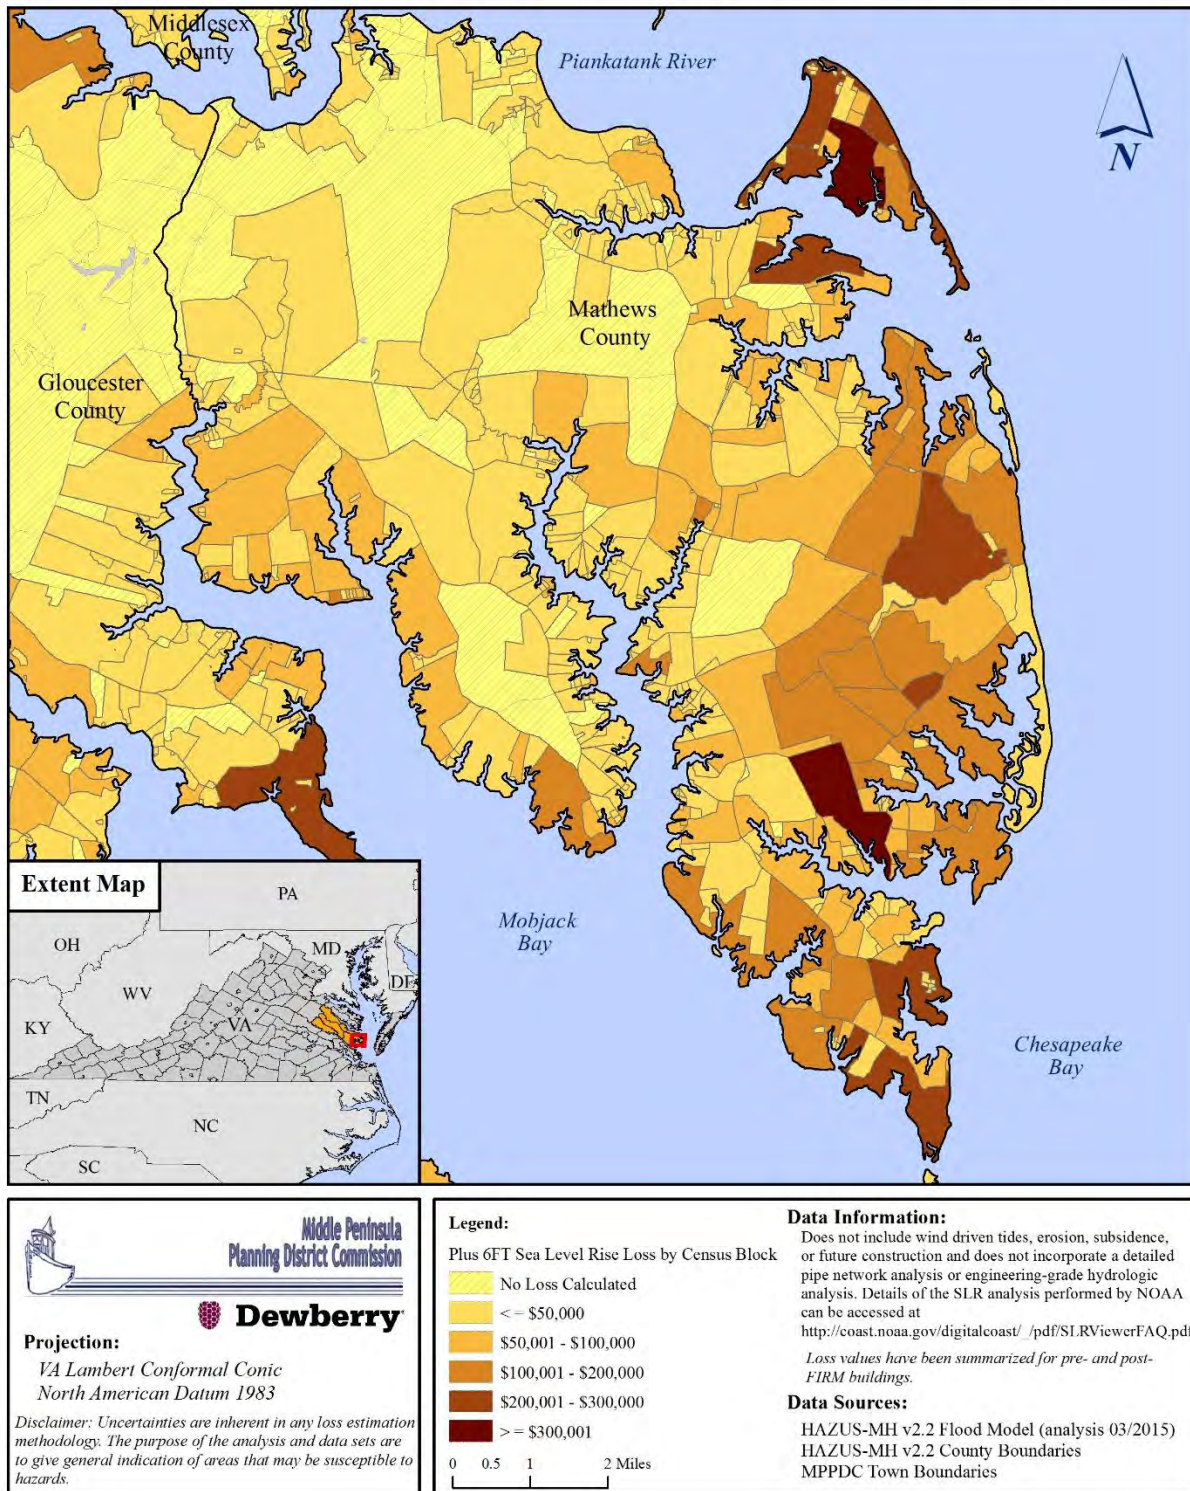 Middlesex
County
Piankatank River
N
Mathews
County
Gloucester
County
Mobjack
Bay
Chesapeake
Bay
Extent Map
PA
OH
MD
DE
WV
KY
VA
TN
NC
SC
Middle Peninsula
Planning District Commission
Dewberry
Projection:
VA Lambert Conformal Conic
North American Datum 1983
Disclaimer: Uncertainties are inherent in any loss estimation
methodology. The purpose of the analysis and data sets are
to give general indication of areas that may be susceptible to
hazards.
Legend:
Plus 6FT Sea Level Rise Loss by Census Block
No Loss Calculated
< = $50,000
$50,001 - $100,000
$100,001 - $200,000
$200,001 - $300,000
> = $300,001
0 0.5 1 2 Miles
Data Information:
Does not include wind driven tides, erosion, subsidence,
or future construction and does not incorporate a detailed
pipe network analysis or engineering-grade hydrologic
analysis. Details of the SLR analysis performed by NOAA
can be accessed at
http://coast.noaa.gov/digitalcoast/_/pdf/SLRViewerFAQ.pdf
Loss values have been summarized for pre- and post-
FIRM buildings.
Data Sources:
HAZUS-MH v2.2 Flood Model (analysis 03/2015)
HAZUS-MH v2.2 County Boundaries
MPPDC Town Boundaries